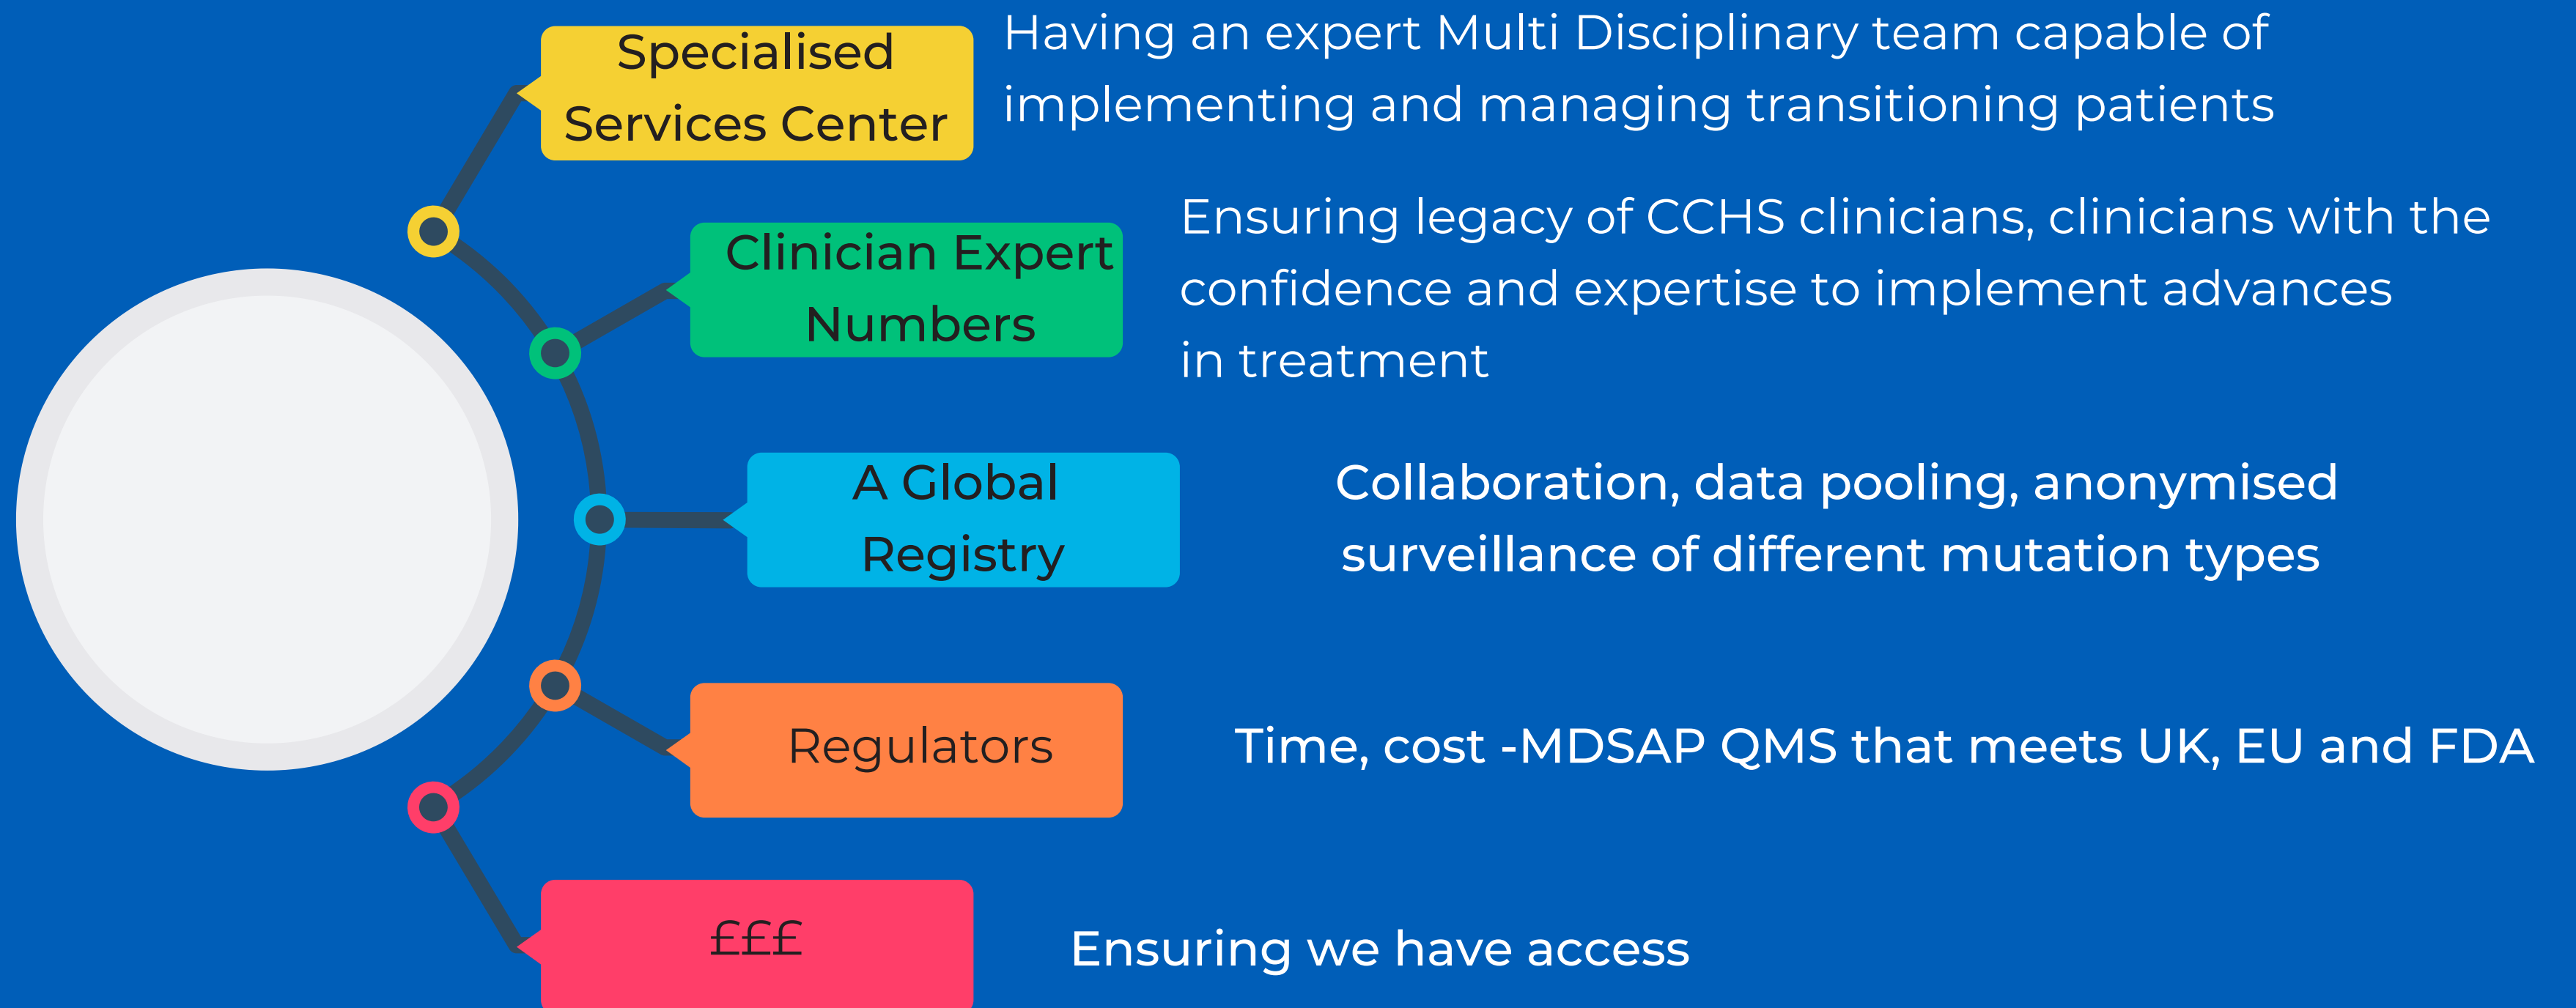 Specialised
Services Center
Having an expert Multi Disciplinary team capable of
implementing and managing transitioning patients
Clinician Expert
Numbers
Ensuring legacy of CCHS clinicians, clinicians with the
confidence and expertise to implement advances
in treatment
A Global
Registry
Collaboration, data pooling, anonymised
surveillance of different mutation types
Regulators
Time, cost -MDSAP QMS that meets UK, EU and FDA
£££
Ensuring we have access